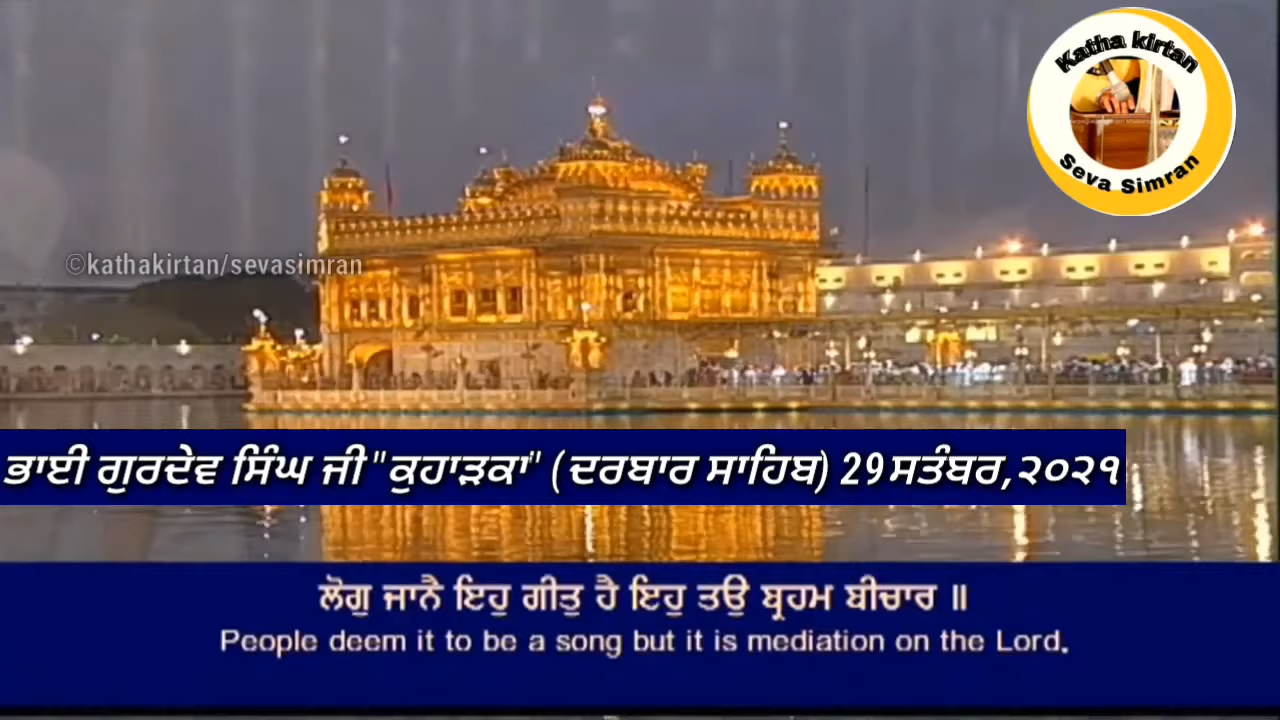 Katha kirtan
Seva Simran
©kathakirtan/sevasimran
ਭਾਈ ਗੁਰਦੇਵ ਸਿੰਘ ਜੀ "ਕੁਹਾੜਕਾ" (ਦਰਬਾਰ ਸਾਹਿਬ) 29 ਸਤੰਬਰ,੨੦੨੧
ਲੋਗੁ ਜਾਨੈ ਇਹੁ ਗੀਤੁ ਹੈ ਇਹੁ ਤਉ ਬ੍ਰਹਮ ਬੀਚਾਰ ॥
People deem it to be a song but it is mediation on the Lord.